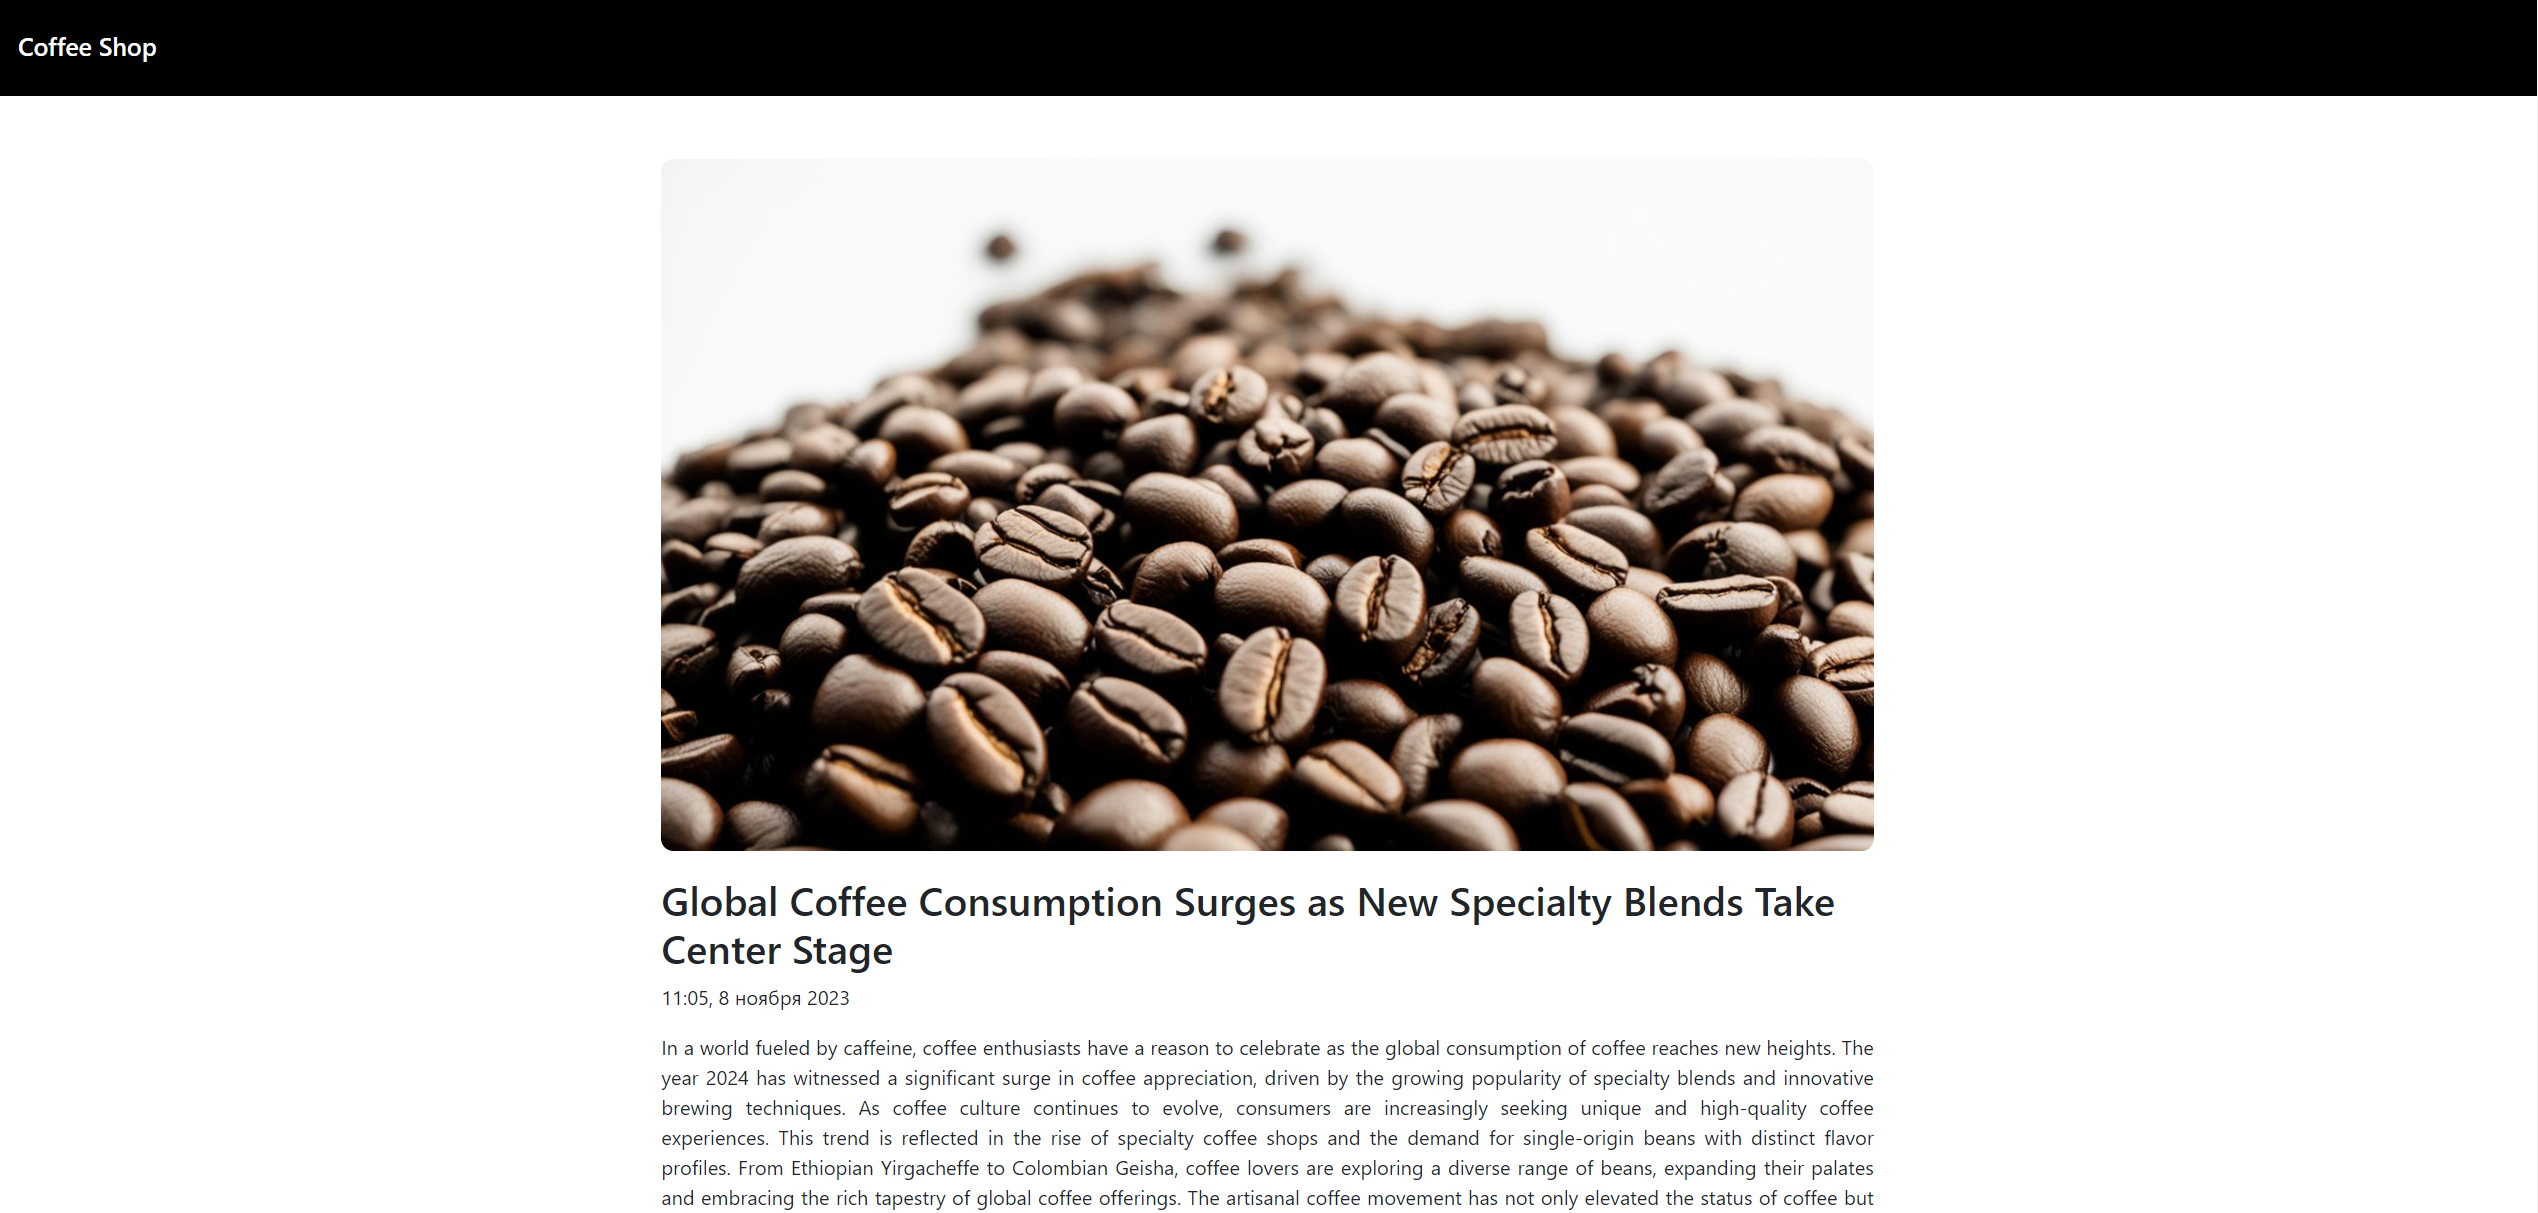 Coffee Shop
Global Coffee Consumption Surges as New Specialty Blends Take
Center Stage
11:05, 8 ноября 2023
In a world fueled by caffeine, coffee enthusiasts have a reason to celebrate as the global consumption of coffee reaches new heights. The
year 2024 has witnessed a significant surge in coffee appreciation, driven by the growing popularity of specialty blends and innovative
brewing techniques. As coffee culture continues to evolve, consumers are increasingly seeking unique and high-quality coffee
experiences. This trend is reflected in the rise of specialty coffee shops and the demand for single-origin beans with distinct flavor
profiles. From Ethiopian Yirgacheffe to Colombian Geisha, coffee lovers are exploring a diverse range of beans, expanding their palates
and embracing the rich tapestry of global coffee offerings. The artisanal coffee movement has not only elevated the status of coffee but